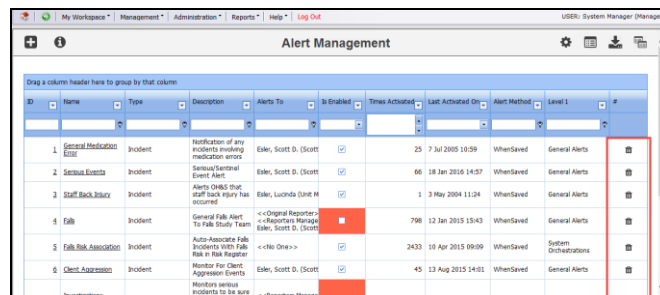 My Workspace Management Administration Reports Help Log Out USER: System Manager (Manage
Alert Management
Drag a column header here to group by that column
ID Name Type Description Alerts To Is Enabled Times Activated Last Activated On Alert Method Level 1 #
1 General Medication Error Incident Notification of any incidents involving medication errors Esler, Scott D. (Scott 25 7 Jul 2005 10:59 WhenSaved General Alerts
2 Serious Events Incident Serious/Sentinel Event Alert Esler, Scott D. (Scott 66 18 Jan 2016 14:57 WhenSaved General Alerts
3 Staff Back Injury Incident Alerts OH&S that staff back injury has occurred Esler, Lucinda (Unit M 1 3 May 2004 11:24 WhenSaved General Alerts
4 Falls Incident General Falls Alert To Falls Study Team <<Original Reporter> <<Reporters Manage Esler, Scott D. (Scott 798 12 Jan 2015 15:43 WhenSaved General Alerts
5 Falls Risk Association Incident Auto-Associate Falls Incidents With Falls Risk in Risk Register <<No One>> 2433 10 Apr 2015 09:09 WhenSaved System Orchestrations
6 Client Aggression Incident Monitor For Client Aggression Events Esler, Scott D. (Scott 45 13 Aug 2015 14:01 WhenSaved General Alerts
Monitors serious incidents to be sure